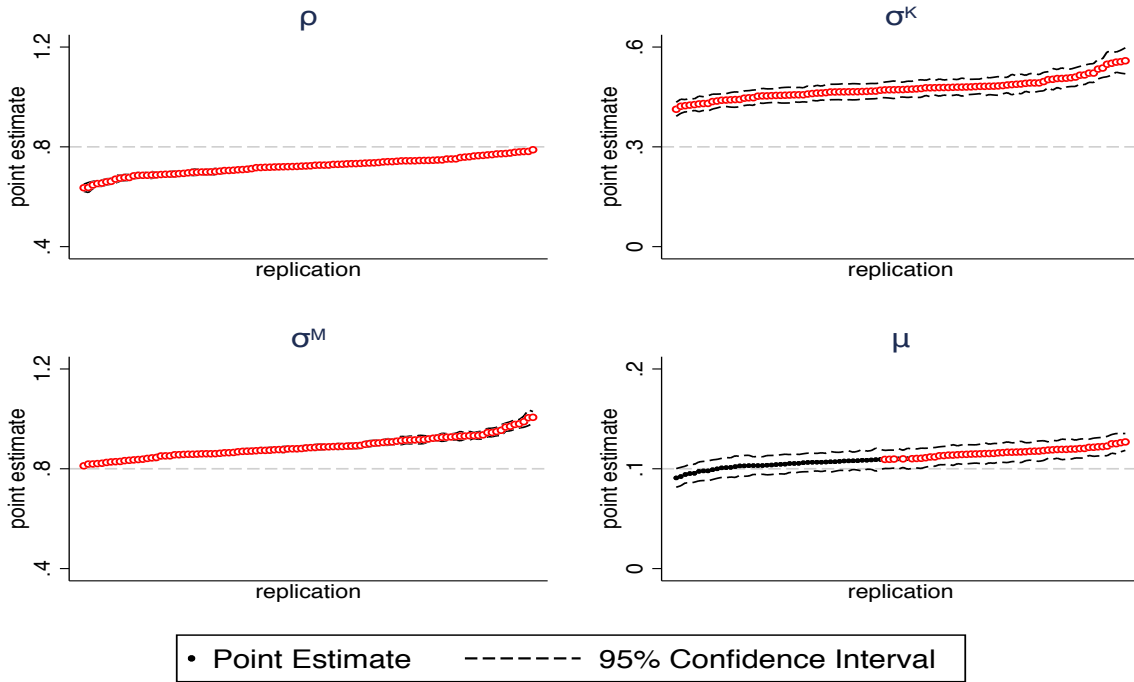 ρ
1.2
.8
.4
point estimate
replication
σᴷ
.6
.3
0
point estimate
replication
σᴹ
1.2
.8
.4
point estimate
replication
μ
.2
.1
0
point estimate
replication
Point Estimate
95% Confidence Interval